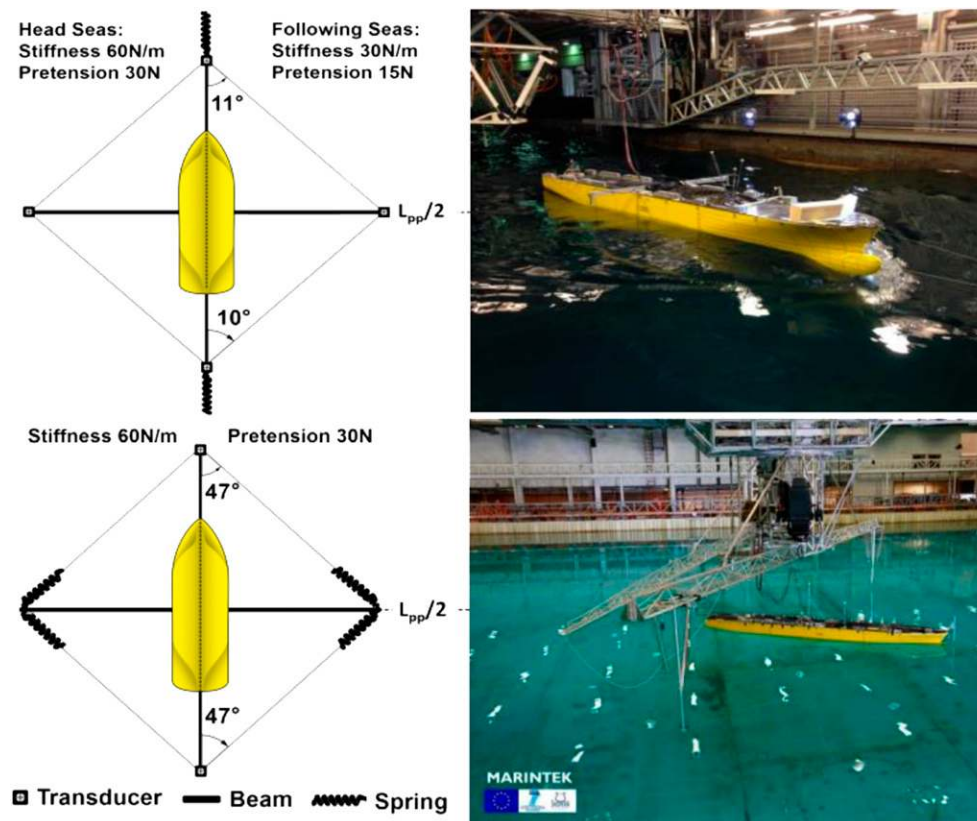 Head Seas:
Stiffness 60N/m
Pretension 30N
Following Seas:
Stiffness 30N/m
Pretension 15N
11°
Lpp/2
10°
Stiffness 60N/m
Pretension 30N
47°
Lpp/2
47°
Transducer
Beam
Spring
MARINTEK